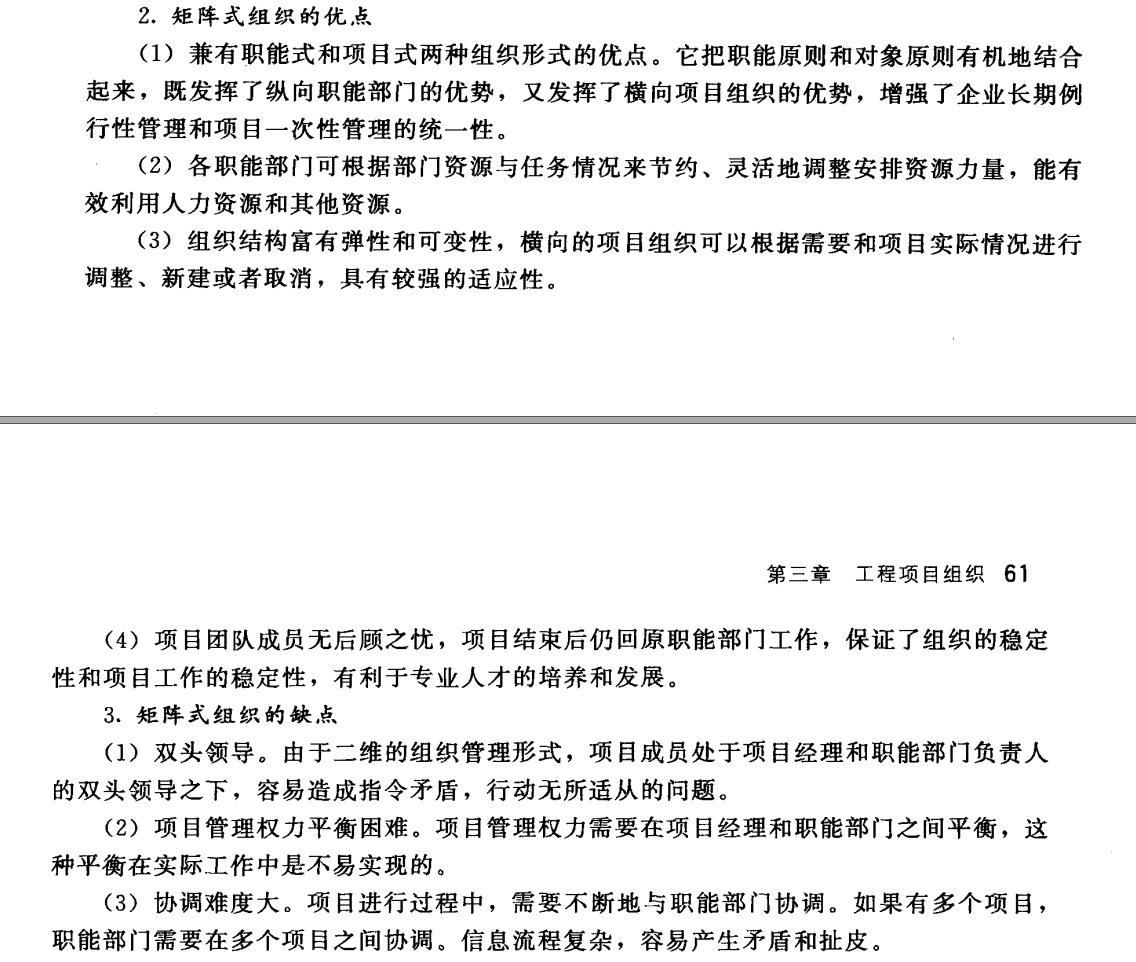 2. 矩阵式组织的优点
（1）兼有职能式和项目式两种组织形式的优点。它把职能原则和对象原则有机地结合
起来，既发挥了纵向职能部门的优势，又发挥了横向项目组织的优势，增强了企业长期例
行性管理和项目一次性管理的统一性。
（2）各职能部门可根据部门资源与任务情况来节约、灵活地调整安排资源力量，能有
效利用人力资源和其他资源。
（3）组织结构富有弹性和可变性，横向的项目组织可以根据需要和项目实际情况进行
调整、新建或者取消，具有较强的适应性。
第三章 工程项目组织 61
（4）项目团队成员无后顾之忧，项目结束后仍回原职能部门工作，保证了组织的稳定
性和项目工作的稳定性，有利于专业人才的培养和发展。
3. 矩阵式组织的缺点
（1）双头领导。由于二维的组织管理形式，项目成员处于项目经理和职能部门负责人
的双头领导之下，容易造成指令矛盾，行动无所适从的问题。
（2）项目管理权力平衡困难。项目管理权力需要在项目经理和职能部门之间平衡，这
种平衡在实际工作中是不易实现的。
（3）协调难度大。项目进行过程中，需要不断地与职能部门协调。如果有多个项目，
职能部门需要在多个项目之间协调。信息流程复杂，容易产生矛盾和扯皮。